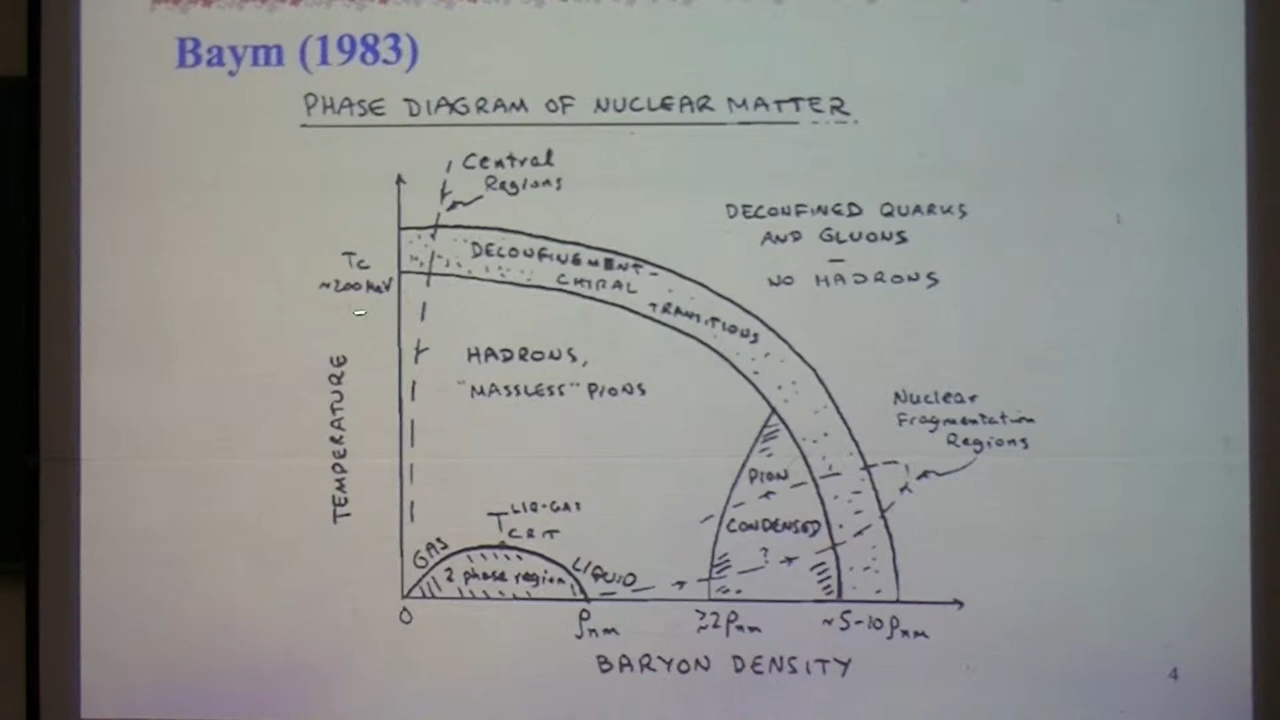 Baym (1983)
PHASE DIAGRAM OF NUCLEAR MATTER
Central
Regions
DECONFINED QUARKS
AND GLUONS
–
NO HADRONS
DECONFINEMENT-
CHIRAL
TRANSITIONS
Tc
~200 MeV
HADRONS,
"MASSLESS" PIONS
Nuclear
Fragmentation
Regions
TEMPERATURE
PION
CONDENSED
?
T LIQ-GAS
CRIT
GAS
LIQUID
2 phase region
0
ρnm
≳2ρnm
~5-10 ρnm
BARYON DENSITY
4